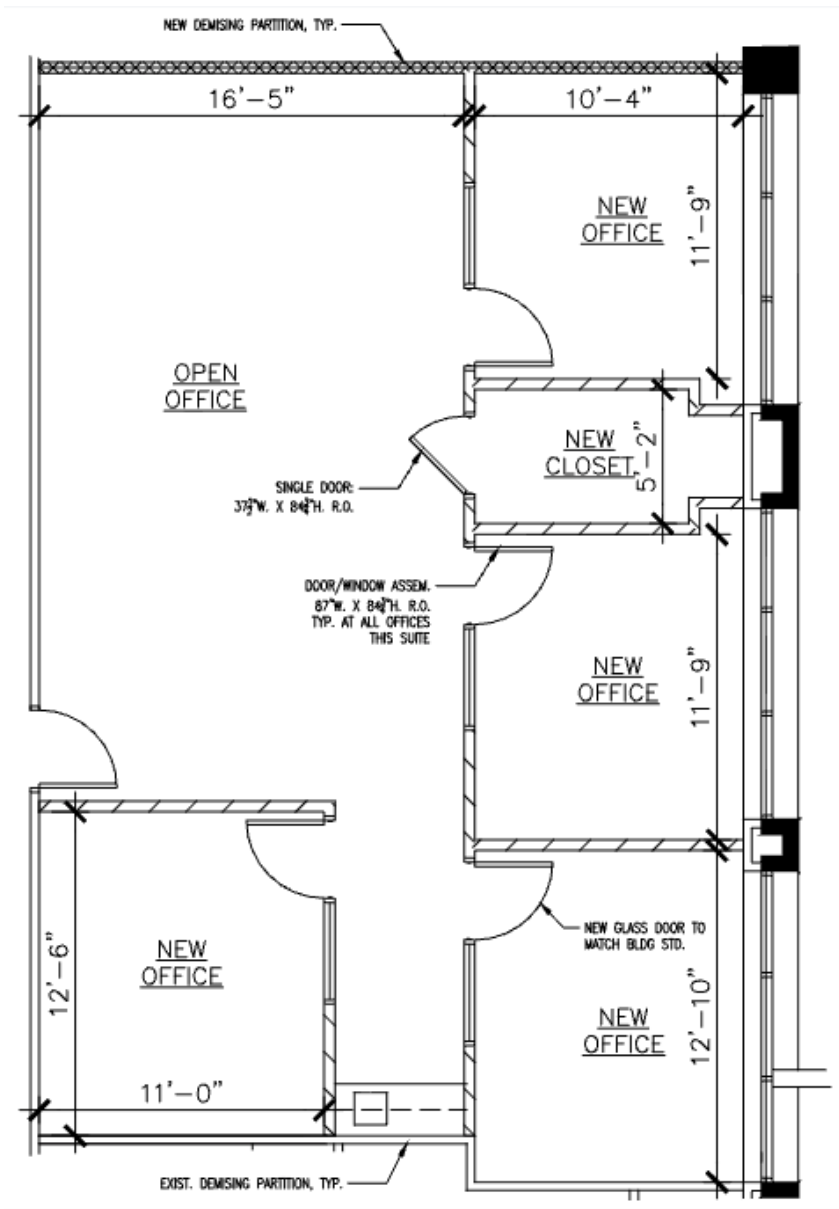 NEW DEMISING PARTITION, TYP.
16'-5"
10'-4"
NEW
OFFICE
11'-9"
OPEN
OFFICE
NEW
CLOSET
5'-2"
SINGLE DOOR:
X R.O.
DOOR/WINDOW ASSEM.
87"W. X R.O.
TYP. AT ALL OFFICES
THIS SUITE
NEW
OFFICE
11'-9"
NEW
OFFICE
12'-6"
11'-0"
NEW GLASS DOOR TO
MATCH BLDG STD.
NEW
OFFICE
12'-10"
EXIST. DEMISING PARTITION, TYP.